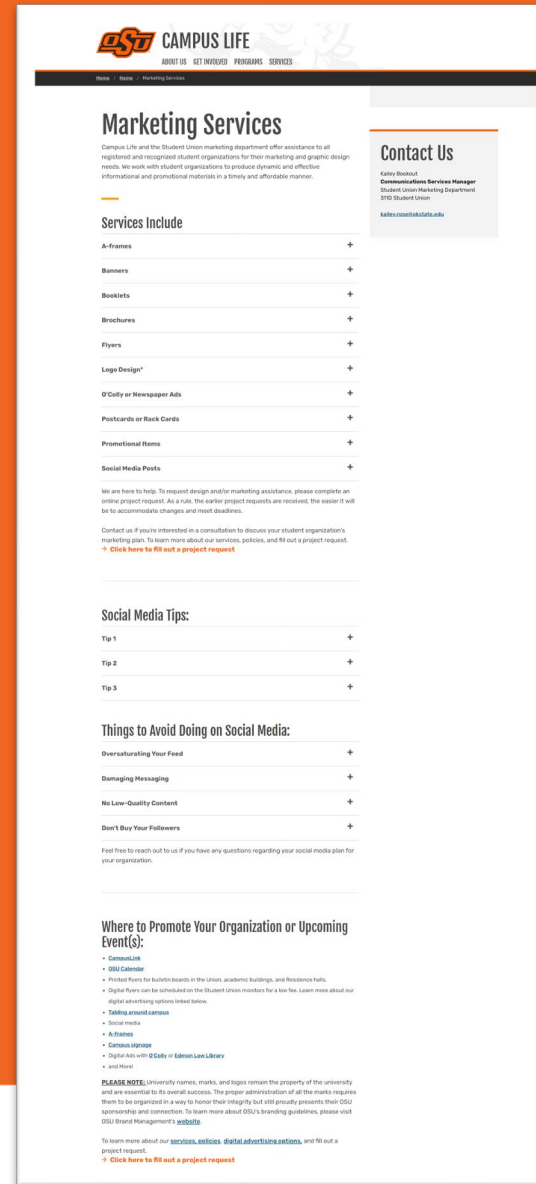 OSU
CAMPUS LIFE
ABOUT US GET INVOLVED PROGRAMS SERVICES
Home / Home / Marketing Services
Marketing Services
Campus Life and the Student Union marketing department offer assistance to all
registered and recognized student organizations for their marketing and graphic design
needs. We work with student organizations to produce dynamic and effective
informational and promotional materials in a timely and affordable manner.
Contact Us
Kailey Bookout
Communications Services Manager
Student Union Marketing Department
311D Student Union
kailey.rose@okstate.edu
Services Include
A-frames +
Banners +
Booklets +
Brochures +
Flyers +
Logo Design* +
O'Colly or Newspaper Ads +
Postcards or Rack Cards +
Promotional Items +
Social Media Posts +
We are here to help. To request design and/or marketing assistance, please complete an
online project request. As a rule, the earlier project requests are received, the easier it will
be to accommodate changes and meet deadlines.
Contact us if you're interested in a consultation to discuss your student organization's
marketing plan. To learn more about our services, policies, and fill out a project request.
→ Click here to fill out a project request
Social Media Tips:
Tip 1 +
Tip 2 +
Tip 3 +
Things to Avoid Doing on Social Media:
Oversaturating Your Feed +
Damaging Messaging +
No Low-Quality Content +
Don't Buy Your Followers +
Feel free to reach out to us if you have any questions regarding your social media plan for
your organization.
Where to Promote Your Organization or Upcoming
Event(s):
• CampusLink
• OSU Calendar
• Printed flyers for bulletin boards in the Union, academic buildings, and Residence halls.
• Digital flyers can be scheduled on the Student Union monitors for a low fee. Learn more about our
digital advertising options linked below.
• Tabling around campus
• Social media
• A-frames
• Campus signage
• Digital Ads with O'Colly or Edmon Low Library
• and More!
PLEASE NOTE: University names, marks, and logos remain the property of the university
and are essential to its overall success. The proper administration of all the marks requires
them to be organized in a way to honor their integrity but still proudly presents their OSU
sponsorship and connection. To learn more about OSU's branding guidelines, please visit
OSU Brand Management's website.
To learn more about our services, policies, digital advertising options, and fill out a
project request.
→ Click here to fill out a project request